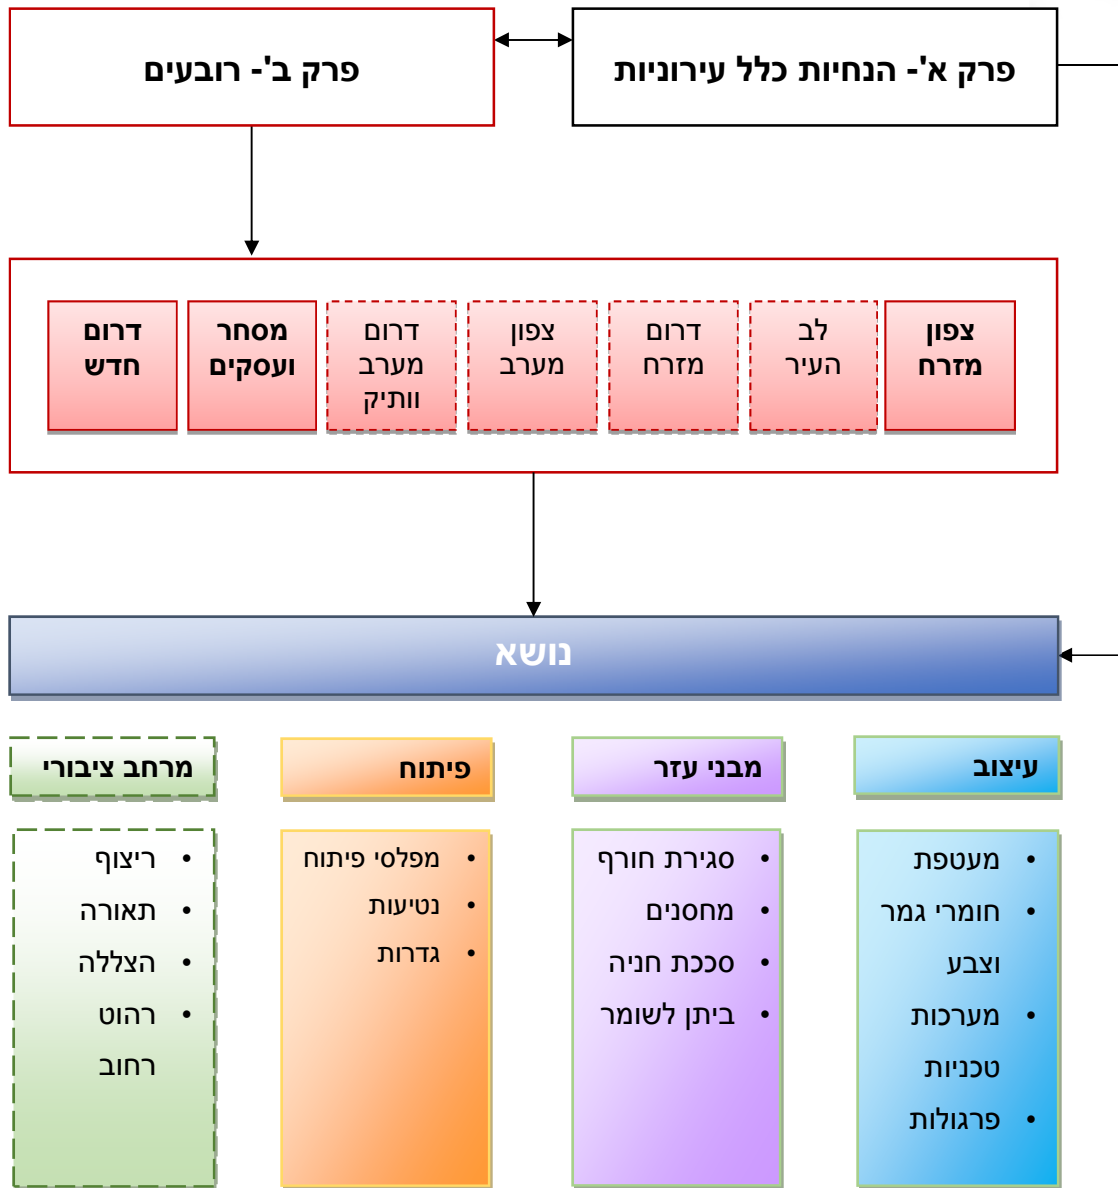 פרק א'- הנחיות כלל עירוניות
פרק ב'- רובעים
צפון
מזרח
לב
העיר
דרום
מזרח
צפון
מערב
דרום
מערב
וותיק
מסחר
ועסקים
דרום
חדש
נושא
עיצוב
• מעטפת
• חומרי גמר
וצבע
• מערכות
טכניות
• פרגולות
מבני עזר
• סגירת חורף
• מחסנים
• סככת חניה
• ביתן לשומר
פיתוח
• מפלסי פיתוח
• נטיעות
• גדרות
מרחב ציבורי
• ריצוף
• תאורה
• הצללה
• רהוט
רחוב